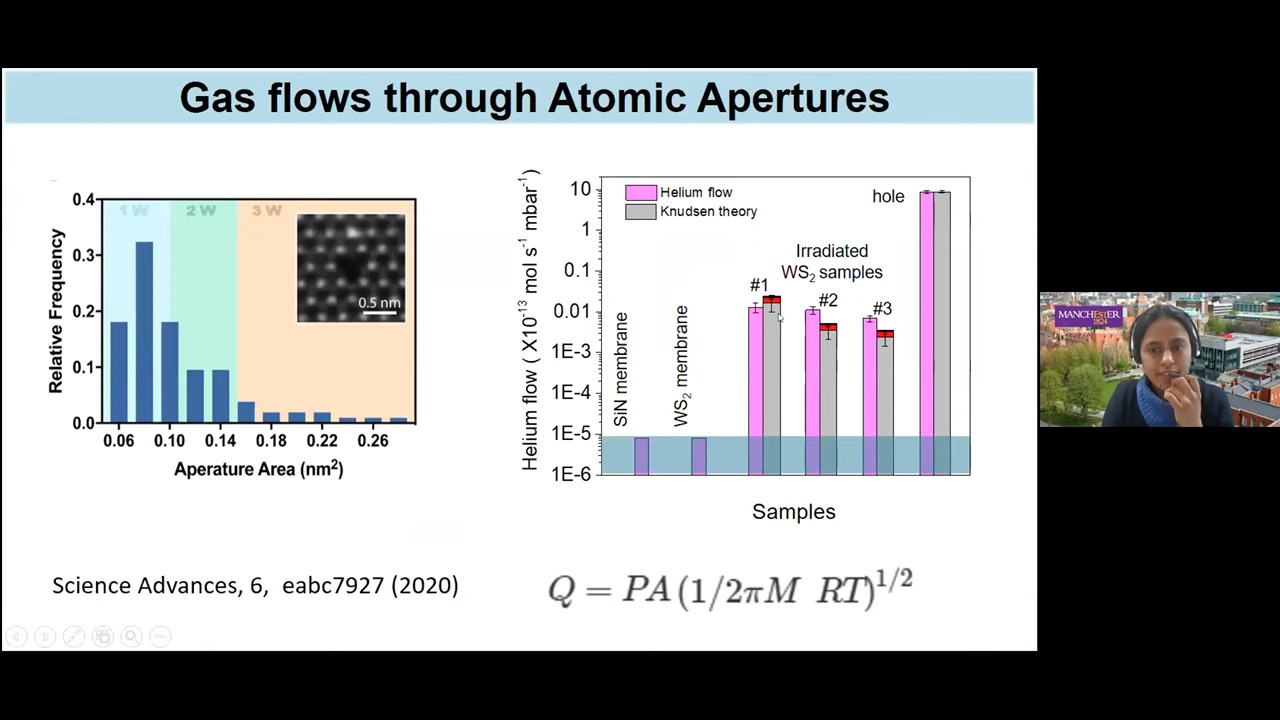 Gas flows through Atomic Apertures
0.4
0.3
0.2
0.1
0.0
Relative Frequency
1 W
2 W
3 W
0.5 nm
0.06
0.10
0.14
0.18
0.22
0.26
Aperature Area (nm²)
Helium flow ( X10⁻¹³ mol s⁻¹ mbar⁻¹)
10
1
0.1
0.01
1E-3
1E-4
1E-5
1E-6
Helium flow
Knudsen theory
hole
Irradiated
WS₂ samples
#1
#2
#3
SiN membrane
WS₂ membrane
Samples
Science Advances, 6, eabc7927 (2020)
Q = PA(1/2πM RT)^1/2
MANCHESTER
1824